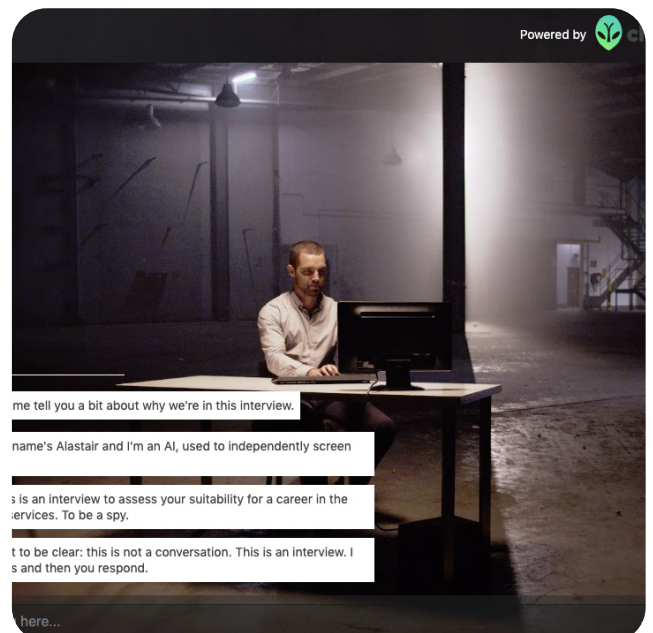 Powered by
me tell you a bit about why we're in this interview.
name's Alastair and I'm an AI, used to independently screen
is an interview to assess your suitability for a career in the
services. To be a spy.
to be clear: this is not a conversation. This is an interview. I
and then you respond.
here...